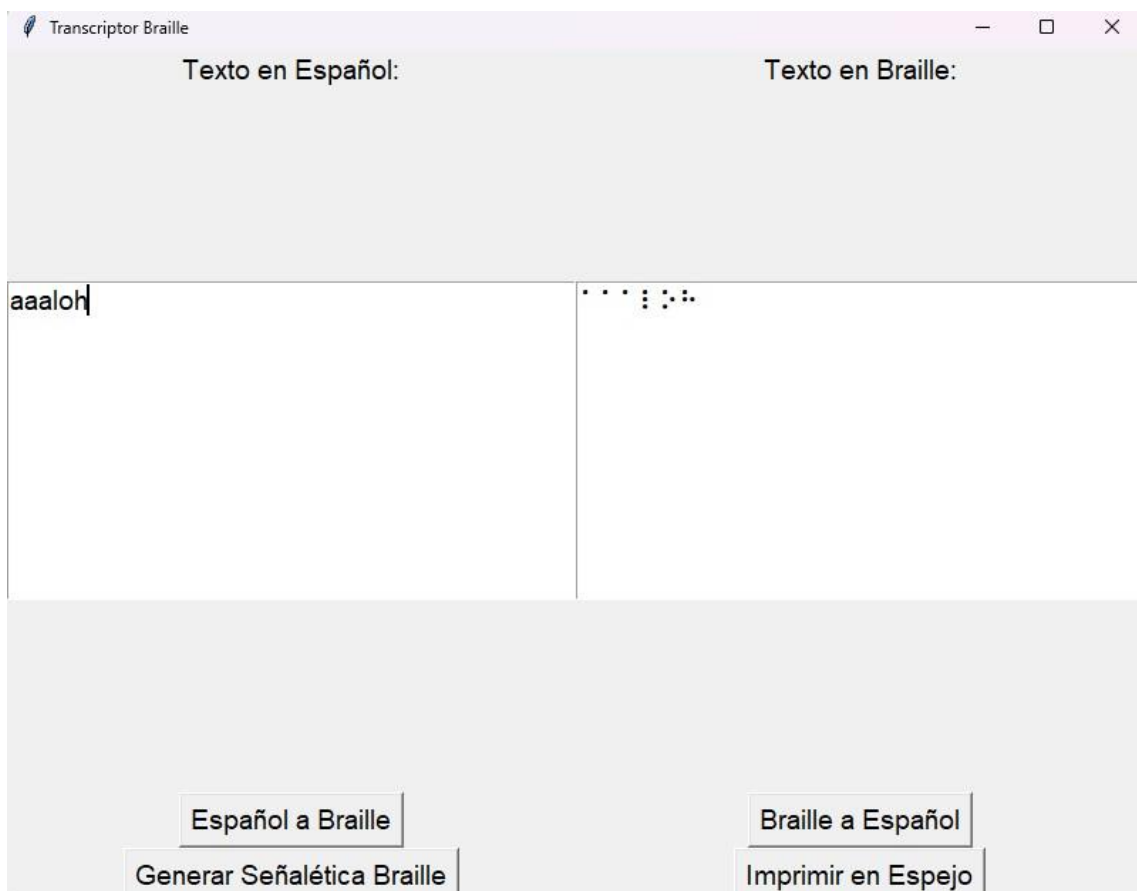 Transcriptor Braille
Texto en Español:	Texto en Braille:
aaaloh	⠁⠁⠁⠇⠕⠓
Español a Braille	Braille a Español
Generar Señalética Braille	Imprimir en Espejo